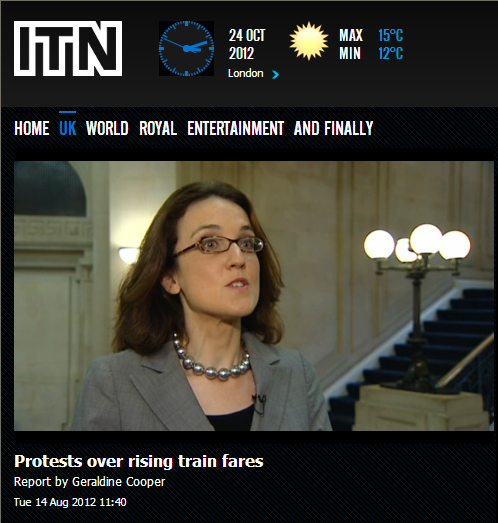 ITN
24 OCT
2012
London
MAX 15°C
MIN 12°C
HOME UK WORLD ROYAL ENTERTAINMENT AND FINALLY
Protests over rising train fares
Report by Geraldine Cooper
Tue 14 Aug 2012 11:40